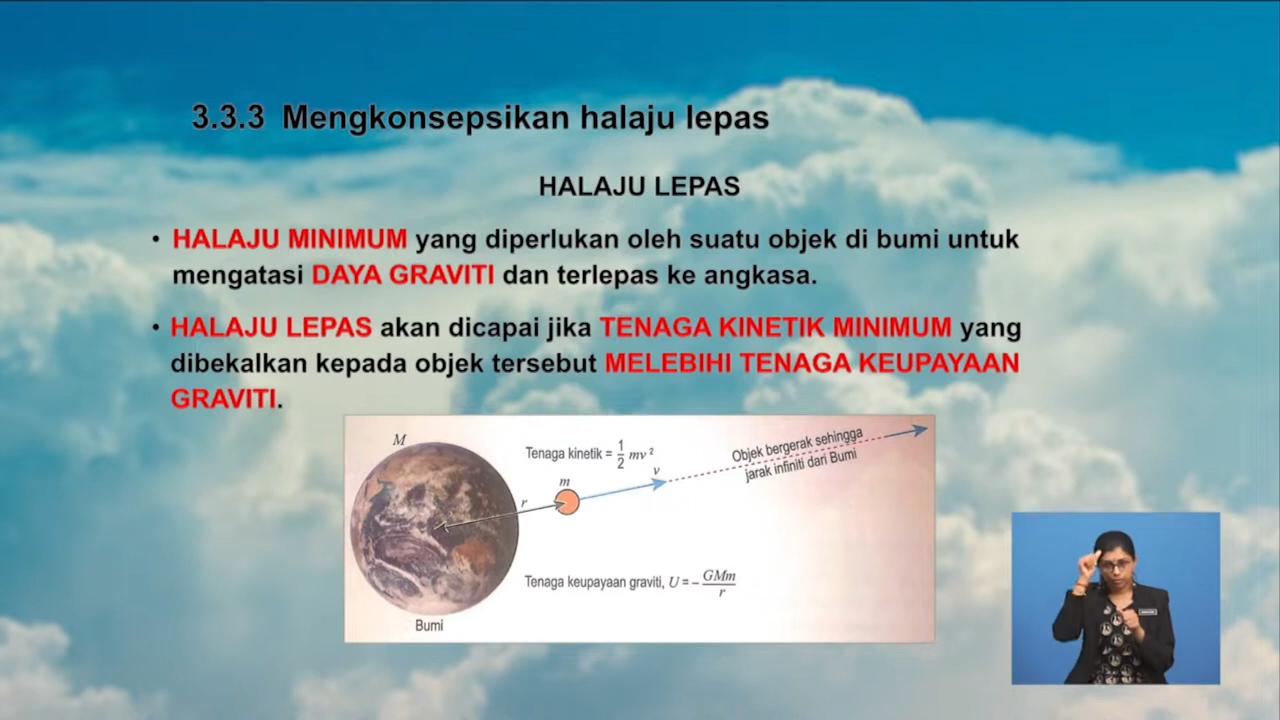 3.3.3 Mengkonsepsikan halaju lepas
HALAJU LEPAS
• HALAJU MINIMUM yang diperlukan oleh suatu objek di bumi untuk
mengatasi DAYA GRAVITI dan terlepas ke angkasa.
• HALAJU LEPAS akan dicapai jika TENAGA KINETIK MINIMUM yang
dibekalkan kepada objek tersebut MELEBIHI TENAGA KEUPAYAAN
GRAVITI.
M
Tenaga kinetik = 1/2 mv²
Objek bergerak sehingga
jarak infiniti dari Bumi
m
v
r
Tenaga keupayaan graviti, U = – GMm/r
Bumi